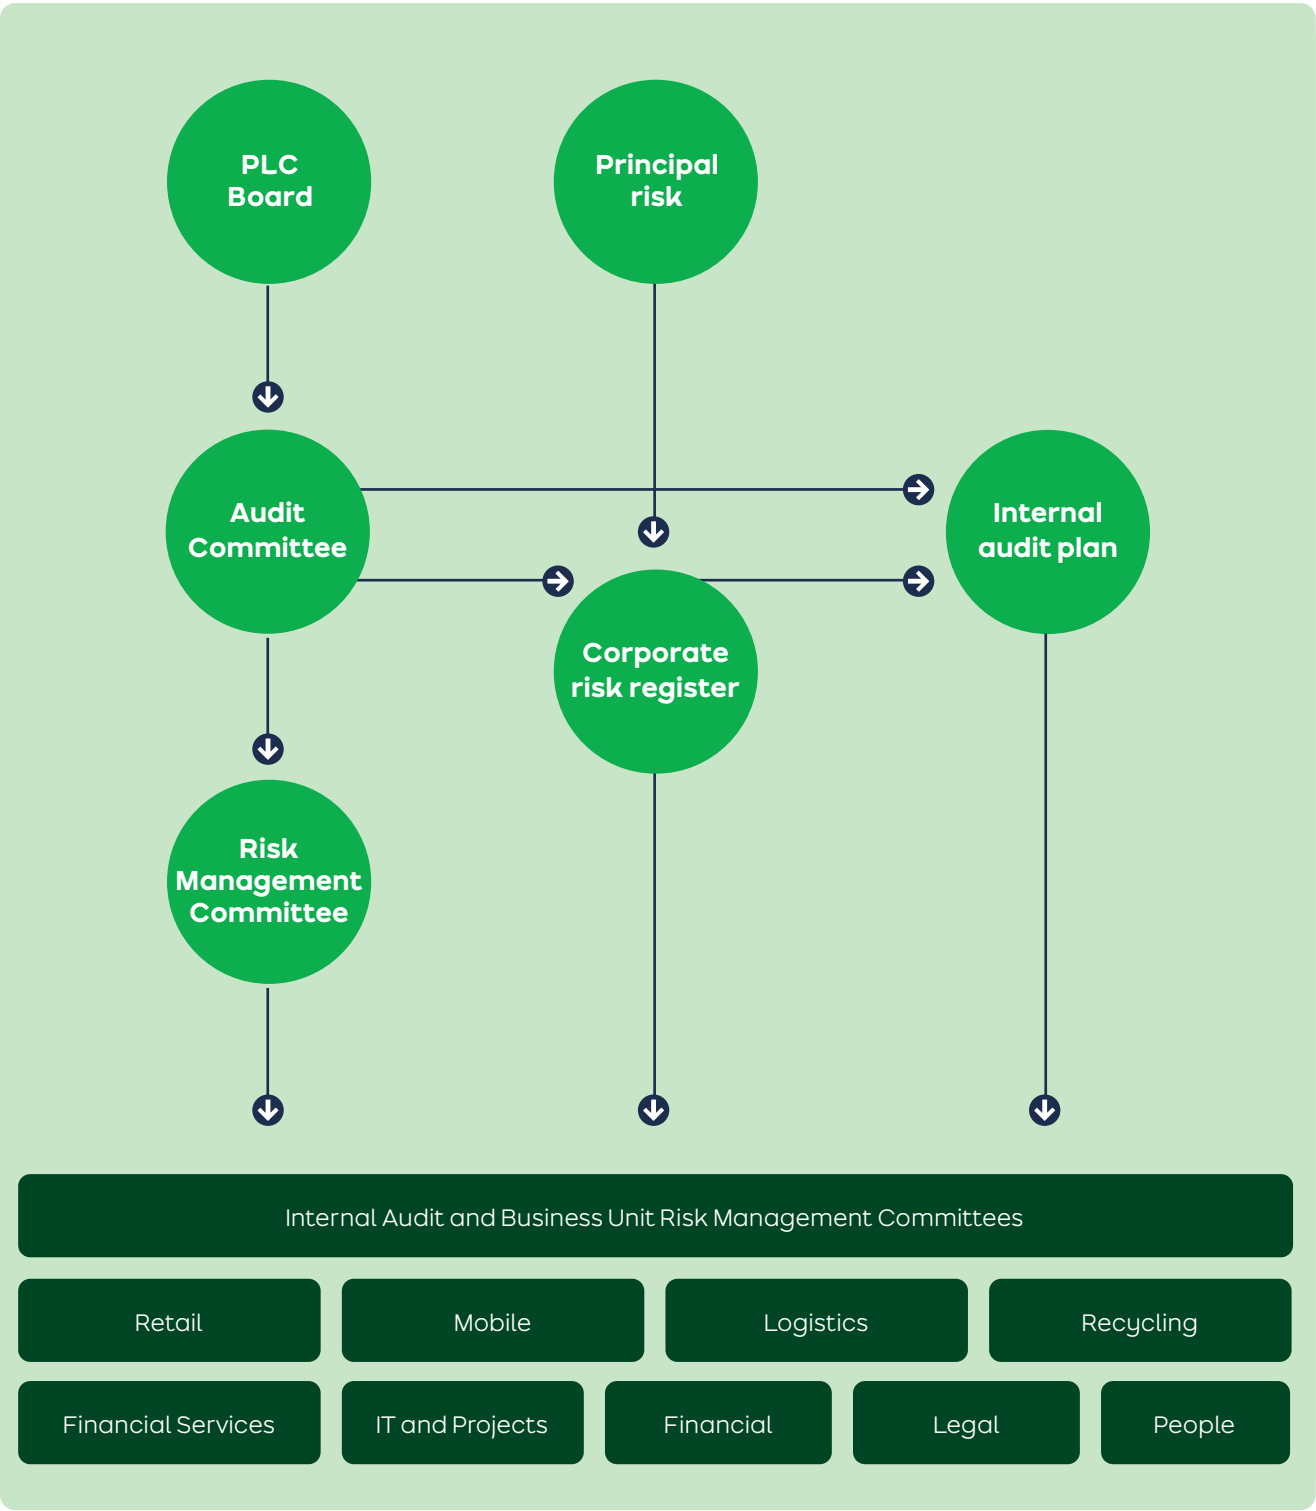 PLC
Board
Principal
risk
Audit
Committee
Internal
audit plan
Corporate
risk register
Risk
Management
Committee
Internal Audit and Business Unit Risk Management Committees
Retail
Mobile
Logistics
Recycling
Financial Services
IT and Projects
Financial
Legal
People